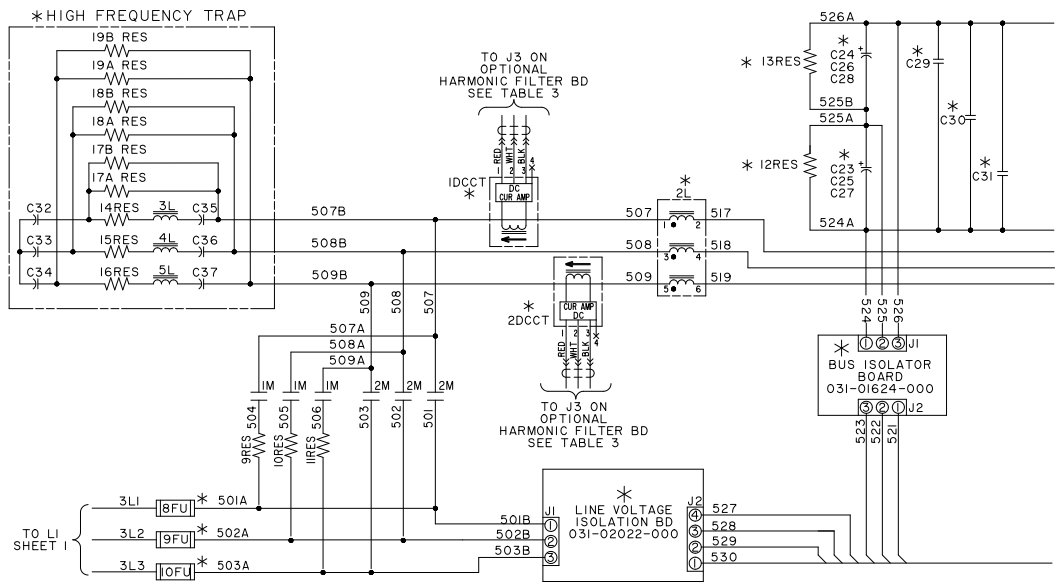 *HIGH FREQUENCY TRAP
19B RES
19A RES
18B RES
18A RES
17B RES
17A RES
C32 14RES 3L C35
C33 15RES 4L C36
C34 16RES 5L C37
507B
508B
509B
TO J3 ON
OPTIONAL
HARMONIC FILTER BD
SEE TABLE 3
RED WHT BLK
1 2 3 4
1DCCT
*
DC
CUR AMP
*
2DCCT
CUR AMP
DC
1 2 3 4
RED WHT BLK
TO J3 ON
OPTIONAL
HARMONIC FILTER BD
SEE TABLE 3
*
2L
507 1 2 517
508 3 4 518
509 5 6 519
526A
* 13RES
*
+
C24
C26
C28
525B
525A
* 12RES
*
+
C23
C25
C27
524A
*
C29
*
C30
*
C31
524 525 526
1 2 3 J1
*
BUS ISOLATOR
BOARD
031-01624-000
3 2 1 J2
523 522 521
509 508 507
507A
508A
509A
1M 1M 1M 2M 2M 2M
504 505 506 503 502 501
9RES 10RES 11RES
TO L1
SHEET 1
3L1 8FU * 501A
3L2 9FU * 502A
3L3 10FU * 503A
501B
502B
503B
J1
1
2
3
*
LINE VOLTAGE
ISOLATION BD
031-02022-000
J2
4 527
3 528
2 529
1 530